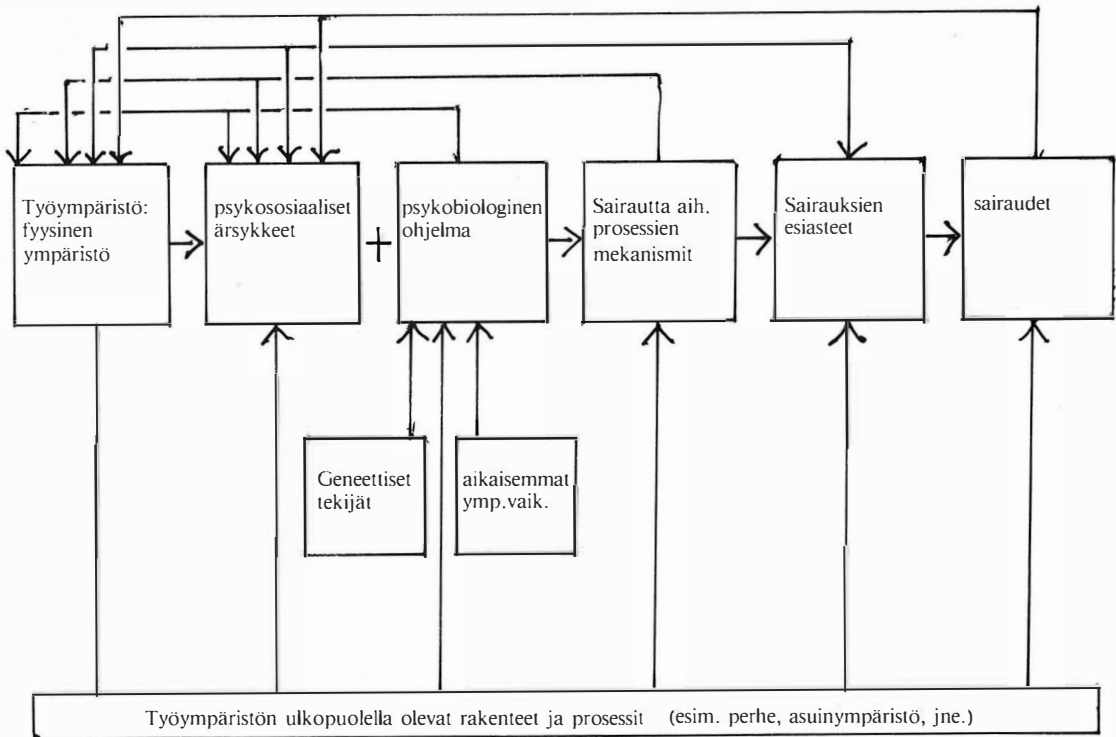 Työympäristö:
fyysinen
ympäristö
psykososiaaliset
ärsykkeet
+
psykobiologinen
ohjelma
Sairautta aih.
prosessien
mekanismit
Sairauksien
esiasteet
sairaudet
Geneettiset
tekijät
aikaisemmat
ymp.vaik.
Työympäristön ulkopuolella olevat rakenteet ja prosessit (esim. perhe, asuinympäristö, jne.)